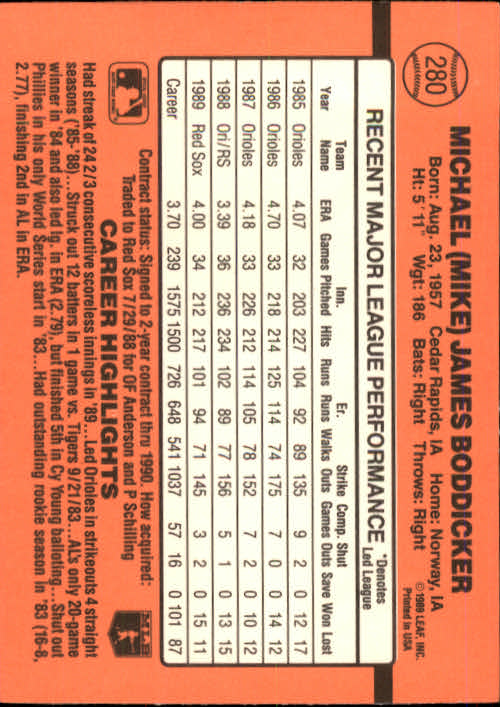 280
MICHAEL (MIKE) JAMES BODDICKER
Born: Aug. 23, 1957 Cedar Rapids, IA Home: Norway, IA
Ht: 5' 11" Wgt: 186 Bats: Right Throws: Right
© 1989 LEAF, INC.
Printed in USA
RECENT MAJOR LEAGUE PERFORMANCE
*Denotes
Led League
Team Inn. Er. Strike Comp. Shut
Year Name ERA Games Pitched Hits Runs Runs Walks Outs Games Outs Save Won Lost
1985 Orioles 4.07 32 203 227 104 92 89 135 9 2 0 12 17
1986 Orioles 4.70 33 218 214 125 114 74 175 7 0 0 14 12
1987 Orioles 4.18 33 226 212 114 105 78 152 7 2 0 10 12
1988 Ori/RS 3.39 36 236 234 102 89 77 156 5 1 0 13 15
1989 Red Sox 4.00 34 212 217 101 94 71 145 3 2 0 15 11
Career 3.70 239 1575 1500 726 648 541 1037 57 16 0 101 87
Contract status: Signed to 2-year contract thru 1990. How acquired:
Traded to Red Sox 7/29/88 for OF Anderson and P Schilling
MLB
CAREER HIGHLIGHTS
Had streak of 24 2/3 consecutive scoreless innings in '89...Led Orioles in strikeouts 4 straight
seasons ('85-'88)...Struck out 12 batters in 1 game vs. Tigers 9/21/83...AL's only 20-game
winner in '84 and also led lg. in ERA (2.79), but finished 5th in Cy Young balloting...Shut out
Phillies in his only World Series start in '83...Had outstanding rookie season in '83 (16-8,
2.77), finishing 2nd in AL in ERA.